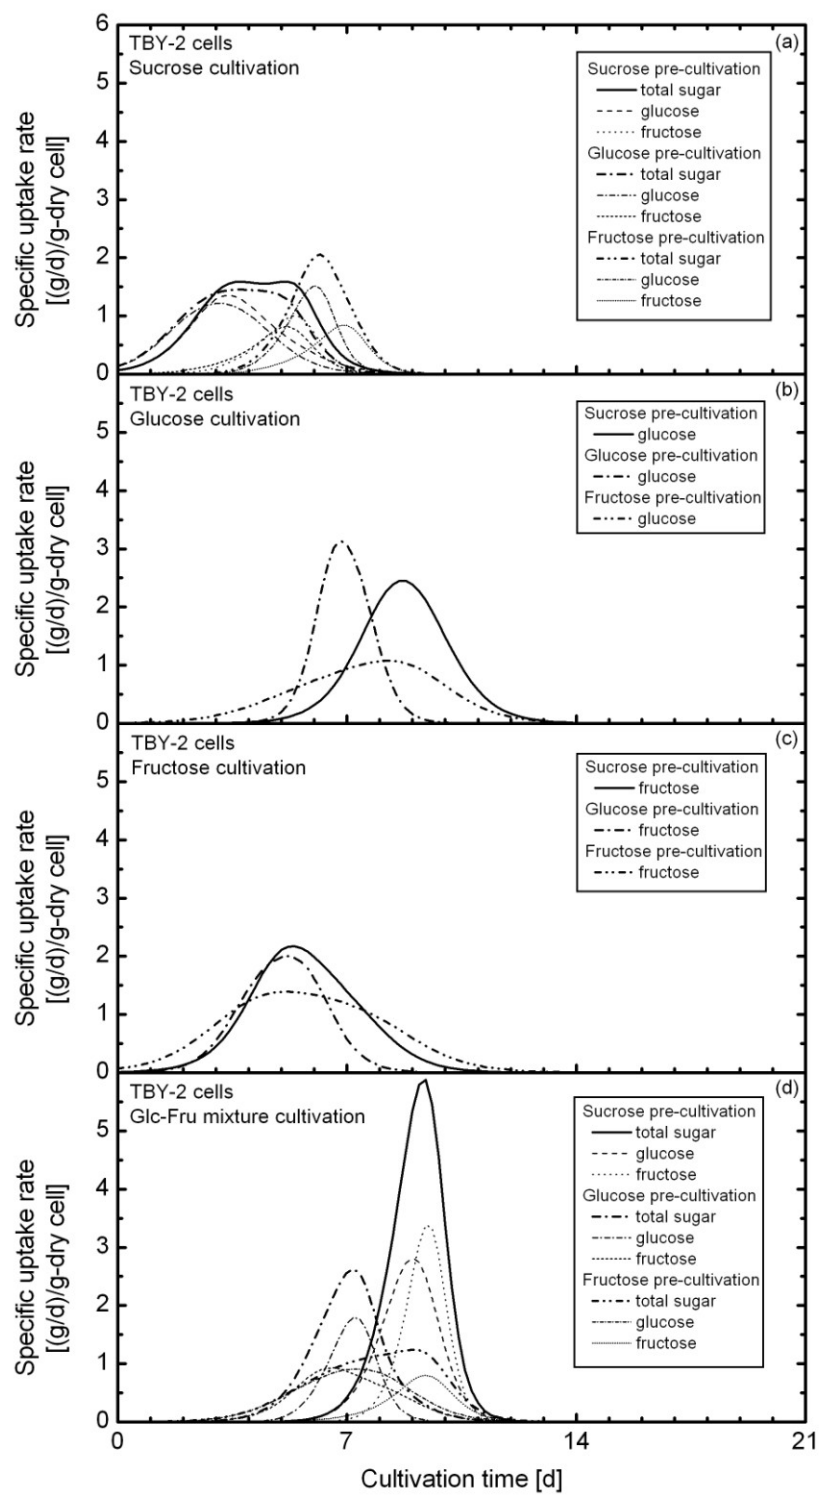 6
TBY-2 cells
Sucrose cultivation
(a)
Sucrose pre-cultivation
total sugar
glucose
fructose
Glucose pre-cultivation
total sugar
glucose
fructose
Fructose pre-cultivation
total sugar
glucose
fructose
5
4
3
2
1
0
Specific uptake rate
[(g/d)/g-dry cell]
TBY-2 cells
Glucose cultivation
(b)
Sucrose pre-cultivation
glucose
Glucose pre-cultivation
glucose
Fructose pre-cultivation
glucose
5
4
3
2
1
0
Specific uptake rate
[(g/d)/g-dry cell]
TBY-2 cells
Fructose cultivation
(c)
Sucrose pre-cultivation
fructose
Glucose pre-cultivation
fructose
Fructose pre-cultivation
fructose
5
4
3
2
1
0
Specific uptake rate
[(g/d)/g-dry cell]
TBY-2 cells
Glc-Fru mixture cultivation
(d)
Sucrose pre-cultivation
total sugar
glucose
fructose
Glucose pre-cultivation
total sugar
glucose
fructose
Fructose pre-cultivation
total sugar
glucose
fructose
5
4
3
2
1
0
Specific uptake rate
[(g/d)/g-dry cell]
0 7 14 21
Cultivation time [d]